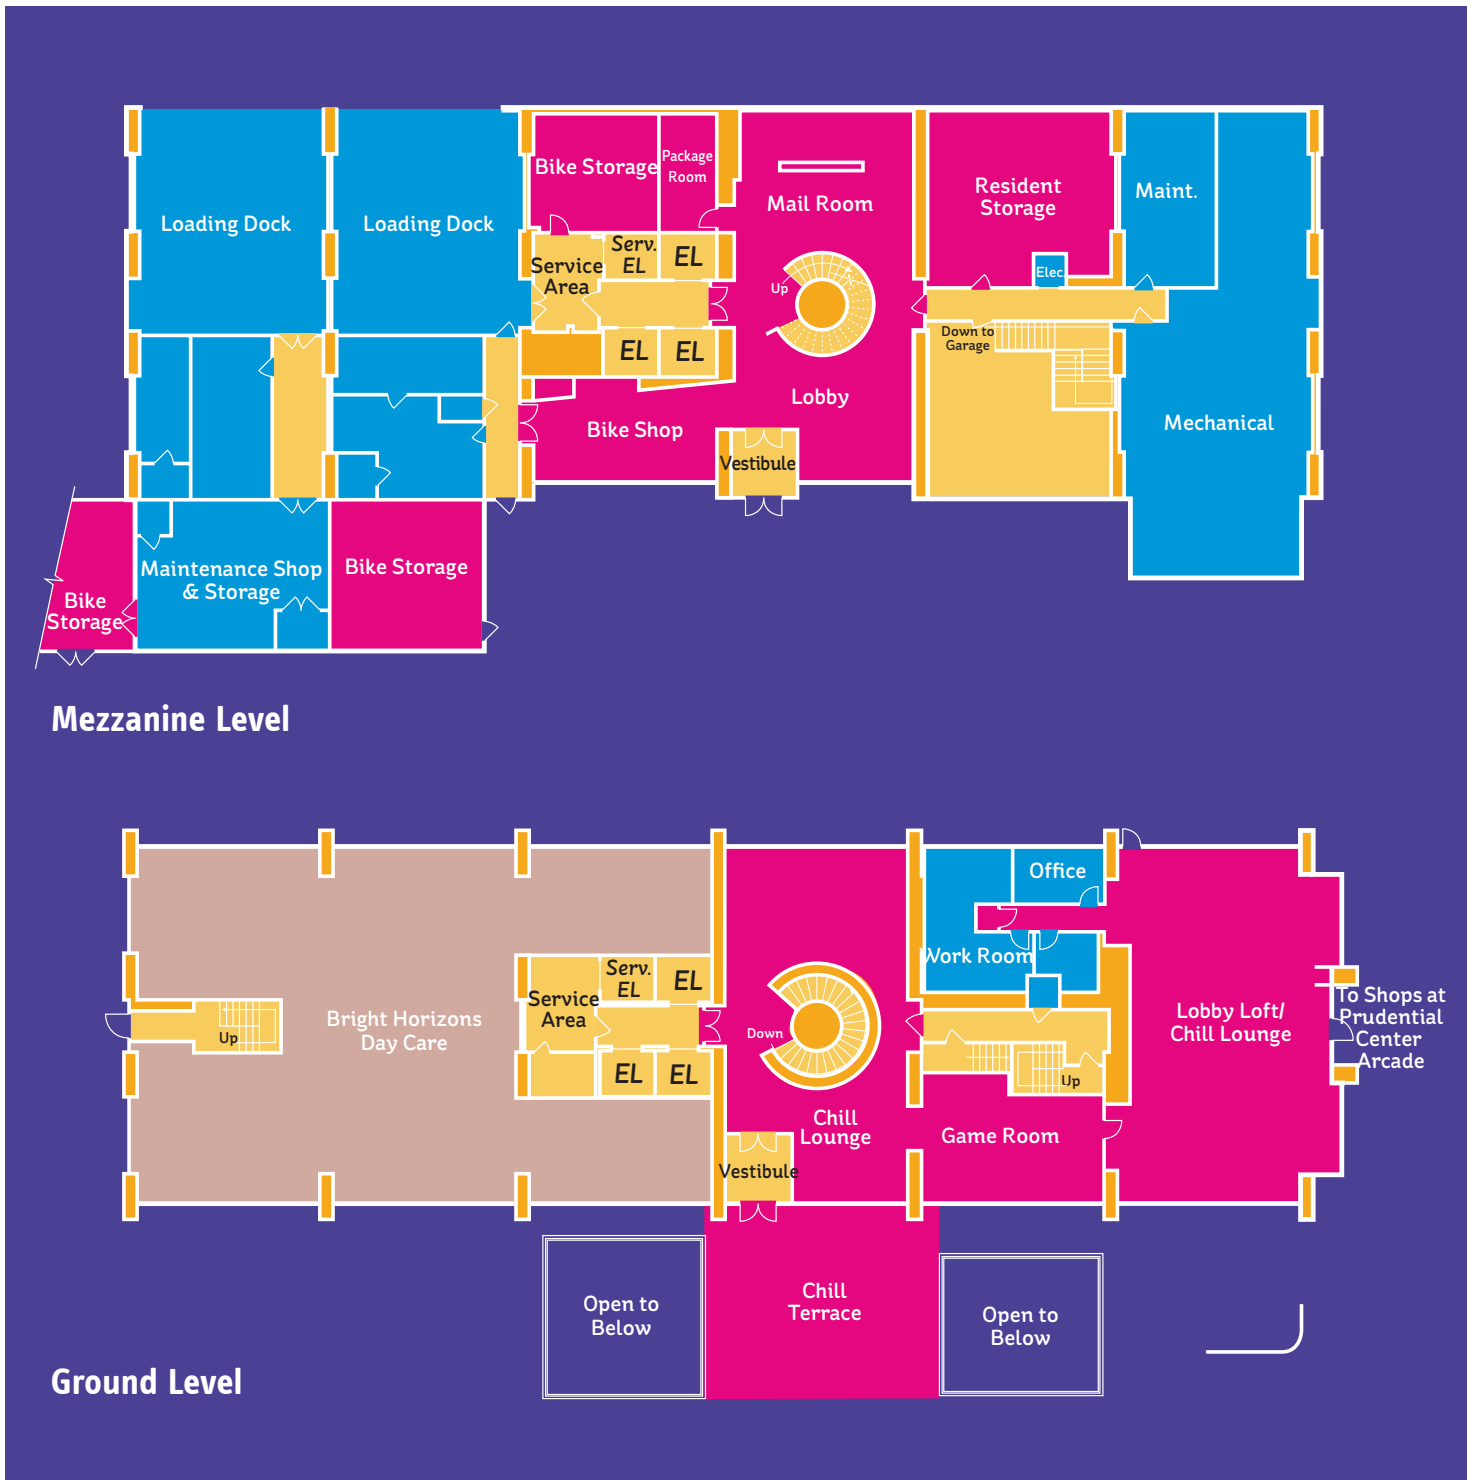 Loading Dock
Loading Dock
Bike Storage
Package
Room
Mail Room
Resident
Storage
Maint.
Service
Area
Serv.
EL
EL
Up
Elec.
EL
EL
Down to
Garage
Lobby
Bike Shop
Vestibule
Mechanical
Bike
Storage
Maintenance Shop
& Storage
Bike Storage
Mezzanine Level
Office
Work Room
Serv.
EL
EL
Service
Area
Bright Horizons
Day Care
Up
Down
EL
EL
Lobby Loft/
Chill Lounge
To Shops at
Prudential
Center
Arcade
Up
Chill
Lounge
Game Room
Vestibule
Open to
Below
Chill
Terrace
Open to
Below
Ground Level